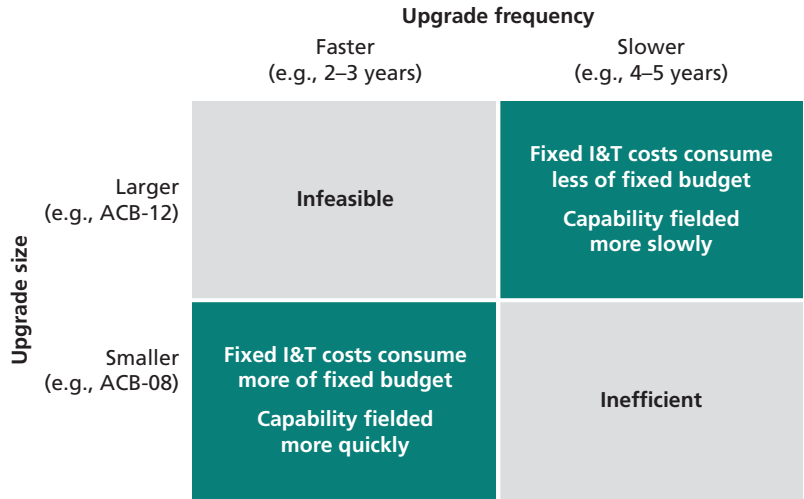 Upgrade frequency
Faster
(e.g., 2–3 years)
Slower
(e.g., 4–5 years)
Upgrade size
Larger
(e.g., ACB-12)
Infeasible
Fixed I&T costs consume
less of fixed budget
Capability fielded
more slowly
Smaller
(e.g., ACB-08)
Fixed I&T costs consume
more of fixed budget
Capability fielded
more quickly
Inefficient